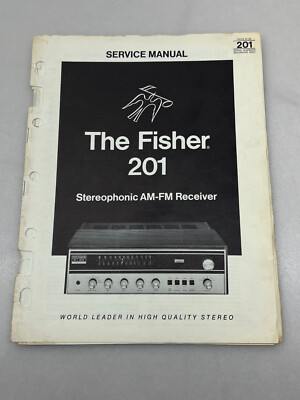 SERVICE MANUAL
201
The Fisher®
201
Stereophonic AM-FM Receiver
WORLD LEADER IN HIGH QUALITY STEREO